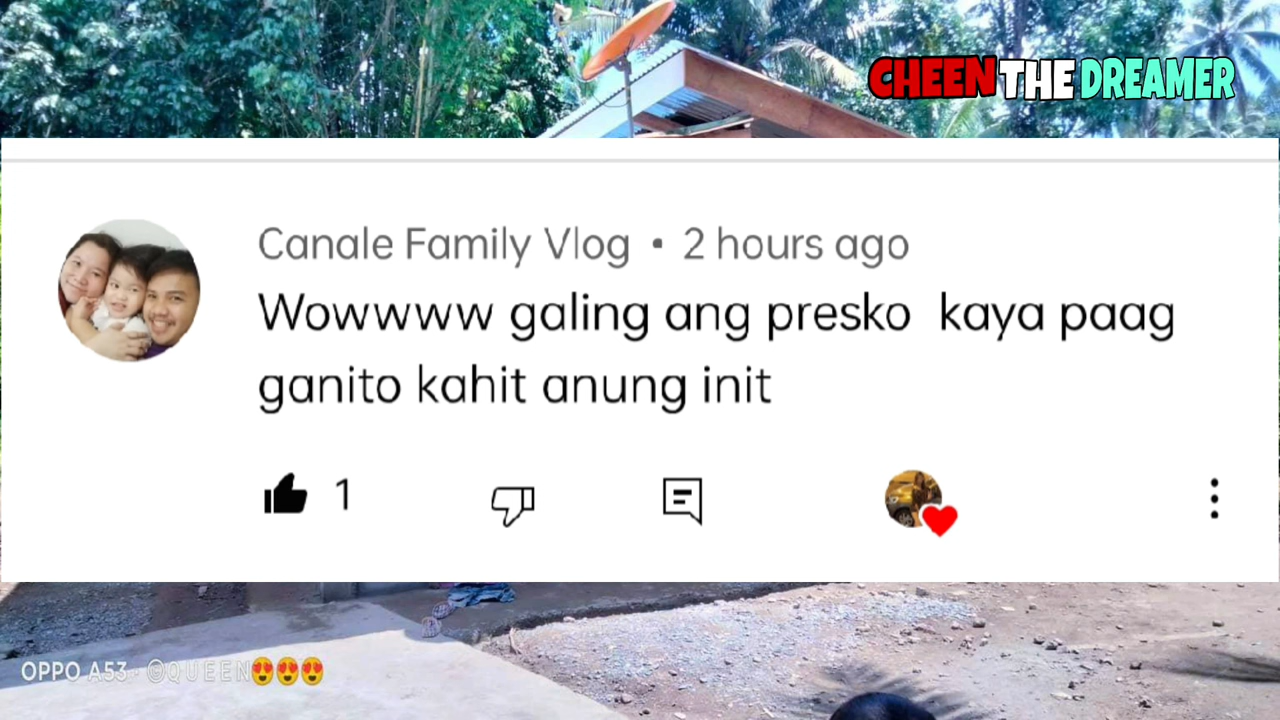 CHEEN THE DREAMER
Canale Family Vlog • 2 hours ago
Wowwww galing ang presko kaya paag
ganito kahit anung init
1
OPPO A53 · @QUEEN😍😍😍